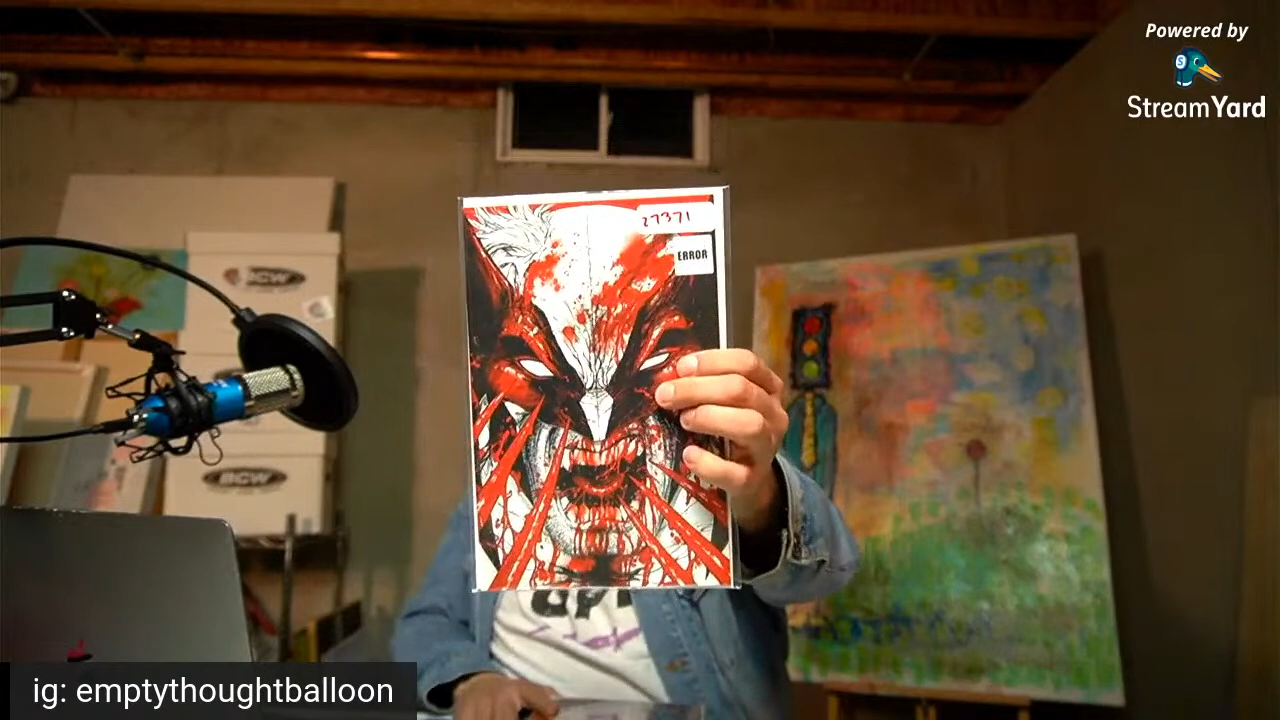 Powered by
StreamYard
27371
ERROR
BCW
BCW
ig: emptythoughtballoon